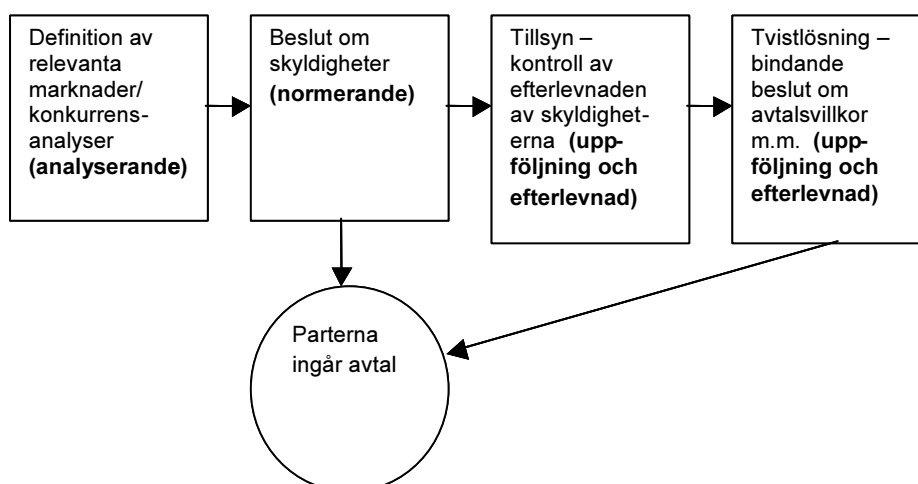 Definition av
relevanta
marknader/
konkurrens-
analyser
(analyserande)
Beslut om
skyldigheter
(normerande)
Tillsyn –
kontroll av
efterlevnaden
av skyldighet-
erna (upp-
följning och
efterlevnad)
Tvistlösning –
bindande
beslut om
avtalsvillkor
m.m. (upp-
följning och
efterlevnad)
Parterna
ingår avtal